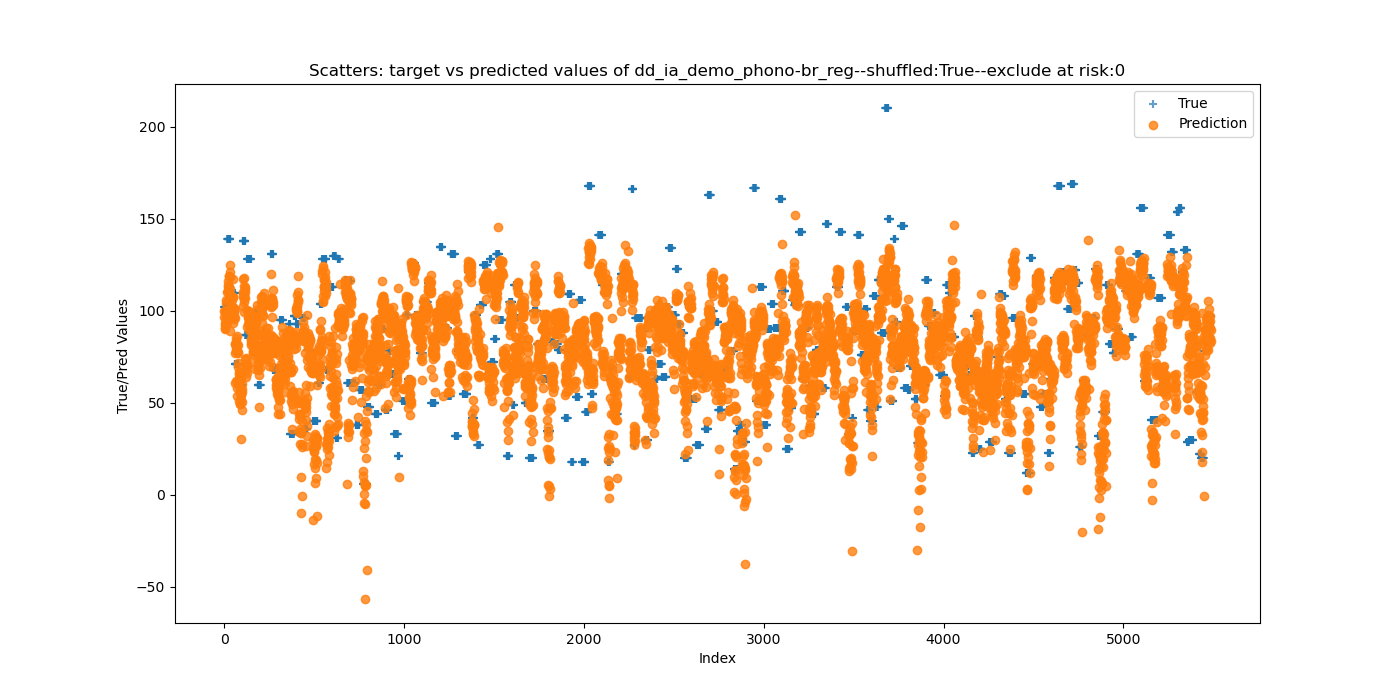 Scatters: target vs predicted values of dd_ia_demo_phono-br_reg--shuffled:True--exclude at risk:0
True
Prediction
True/Pred Values
200
150
100
50
0
−50
0
1000
2000
3000
4000
5000
Index